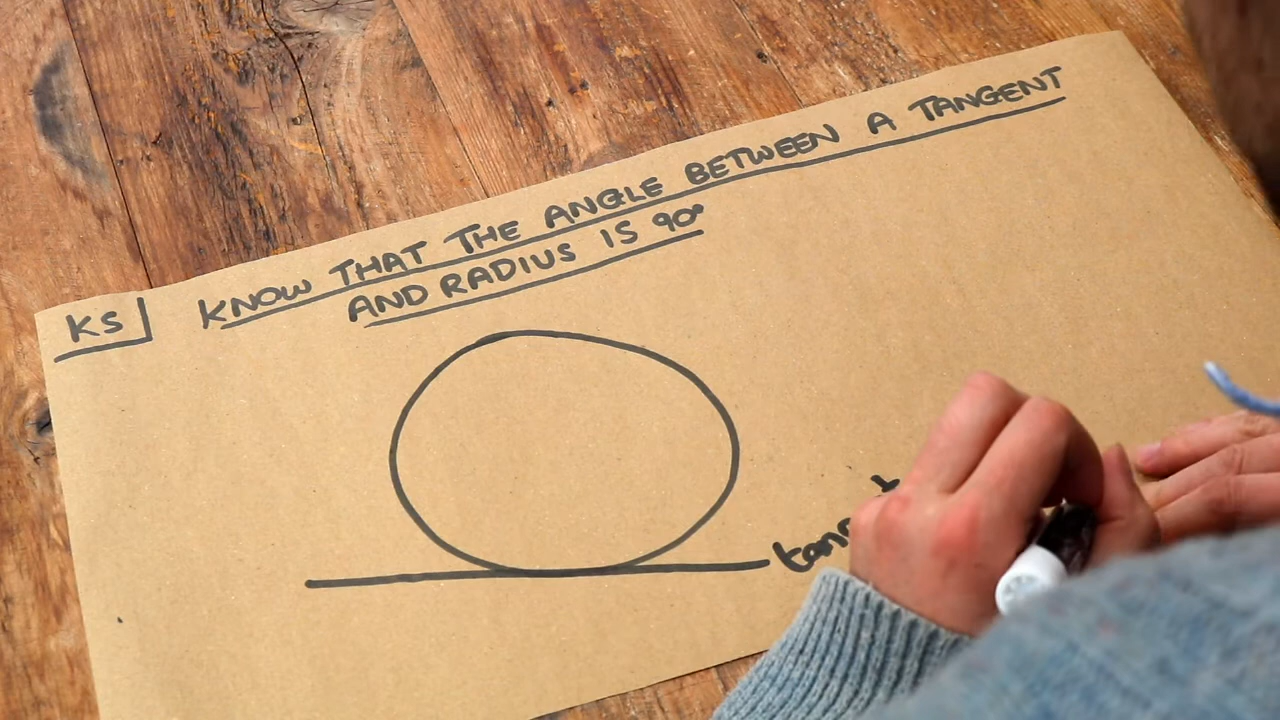 KS
KNOW THAT THE ANGLE BETWEEN A TANGENT
AND RADIUS IS 90°